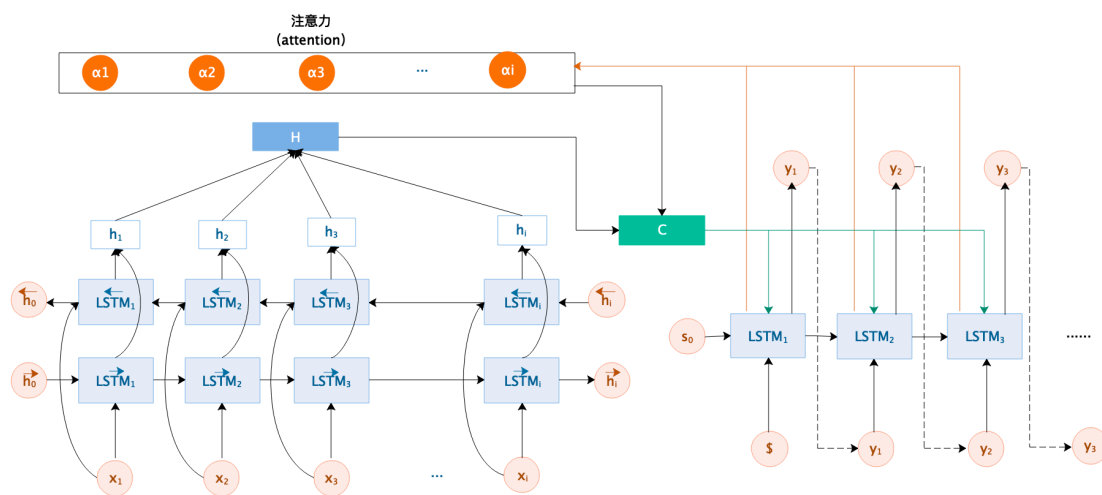 注意力
（attention）
α1 α2 α3 ... αi
H
y₁ y₂ y₃
h₁ h₂ h₃ hᵢ
C
←h₀ ←LSTM₁ ←LSTM₂ ←LSTM₃ ←LSTMᵢ ←hᵢ
s₀ LSTM₁ LSTM₂ LSTM₃ ......
→h₀ →LSTM₁ →LSTM₂ →LSTM₃ →LSTMᵢ →hᵢ
$ y₁ y₂ y₃
x₁ x₂ x₃ ... xᵢ